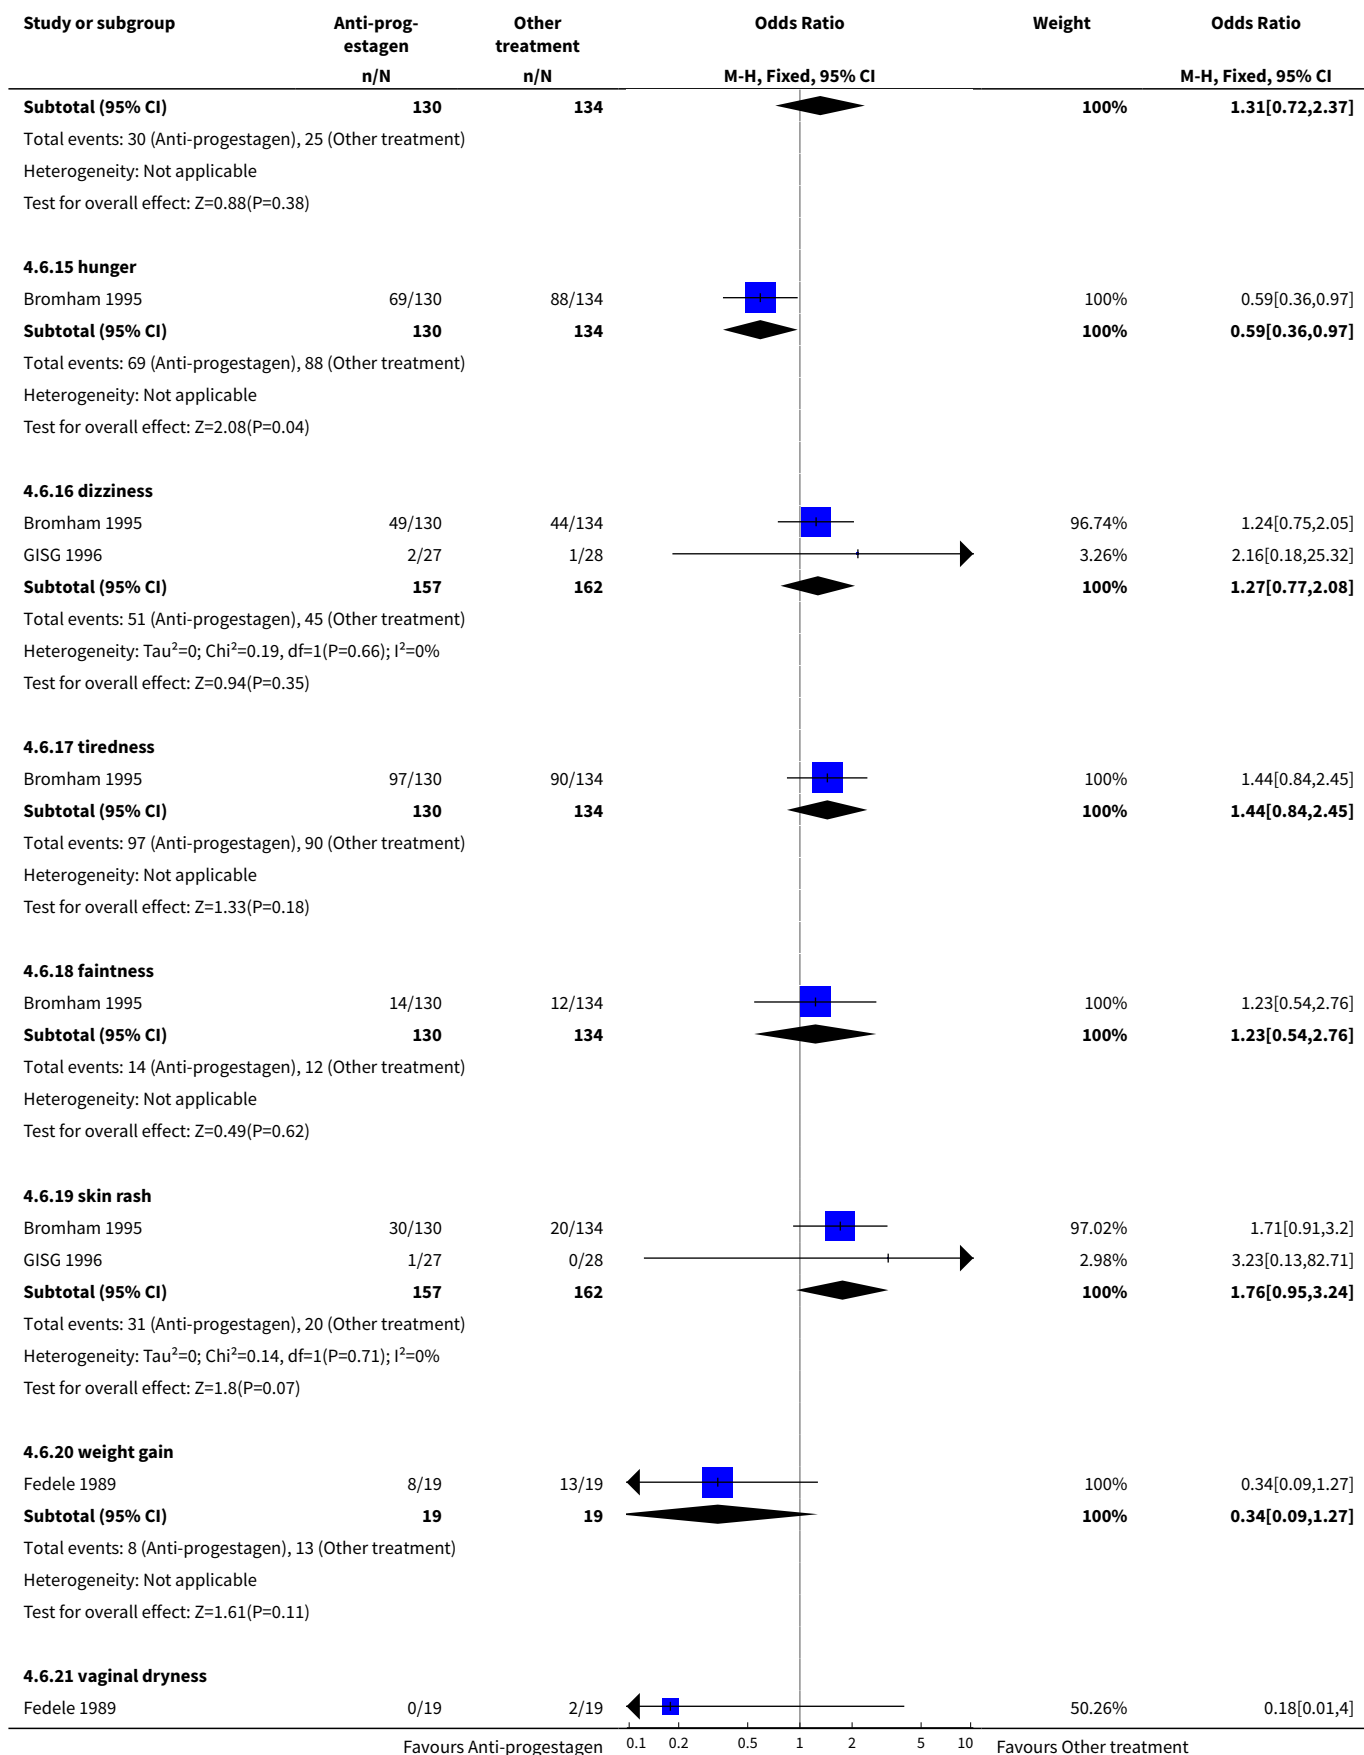 Study or subgroup Anti-prog- Other Odds Ratio Weight Odds Ratio
estagen treatment
n/N n/N M-H, Fixed, 95% CI M-H, Fixed, 95% CI
Subtotal (95% CI) 130 134 100% 1.31[0.72,2.37]
Total events: 30 (Anti-progestagen), 25 (Other treatment)
Heterogeneity: Not applicable
Test for overall effect: Z=0.88(P=0.38)
4.6.15 hunger
Bromham 1995 69/130 88/134 100% 0.59[0.36,0.97]
Subtotal (95% CI) 130 134 100% 0.59[0.36,0.97]
Total events: 69 (Anti-progestagen), 88 (Other treatment)
Heterogeneity: Not applicable
Test for overall effect: Z=2.08(P=0.04)
4.6.16 dizziness
Bromham 1995 49/130 44/134 96.74% 1.24[0.75,2.05]
GISG 1996 2/27 1/28 3.26% 2.16[0.18,25.32]
Subtotal (95% CI) 157 162 100% 1.27[0.77,2.08]
Total events: 51 (Anti-progestagen), 45 (Other treatment)
Heterogeneity: Tau²=0; Chi²=0.19, df=1(P=0.66); I²=0%
Test for overall effect: Z=0.94(P=0.35)
4.6.17 tiredness
Bromham 1995 97/130 90/134 100% 1.44[0.84,2.45]
Subtotal (95% CI) 130 134 100% 1.44[0.84,2.45]
Total events: 97 (Anti-progestagen), 90 (Other treatment)
Heterogeneity: Not applicable
Test for overall effect: Z=1.33(P=0.18)
4.6.18 faintness
Bromham 1995 14/130 12/134 100% 1.23[0.54,2.76]
Subtotal (95% CI) 130 134 100% 1.23[0.54,2.76]
Total events: 14 (Anti-progestagen), 12 (Other treatment)
Heterogeneity: Not applicable
Test for overall effect: Z=0.49(P=0.62)
4.6.19 skin rash
Bromham 1995 30/130 20/134 97.02% 1.71[0.91,3.2]
GISG 1996 1/27 0/28 2.98% 3.23[0.13,82.71]
Subtotal (95% CI) 157 162 100% 1.76[0.95,3.24]
Total events: 31 (Anti-progestagen), 20 (Other treatment)
Heterogeneity: Tau²=0; Chi²=0.14, df=1(P=0.71); I²=0%
Test for overall effect: Z=1.8(P=0.07)
4.6.20 weight gain
Fedele 1989 8/19 13/19 100% 0.34[0.09,1.27]
Subtotal (95% CI) 19 19 100% 0.34[0.09,1.27]
Total events: 8 (Anti-progestagen), 13 (Other treatment)
Heterogeneity: Not applicable
Test for overall effect: Z=1.61(P=0.11)
4.6.21 vaginal dryness
Fedele 1989 0/19 2/19 50.26% 0.18[0.01,4]
Favours Anti-progestagen 0.1 0.2 0.5 1 2 5 10 Favours Other treatment